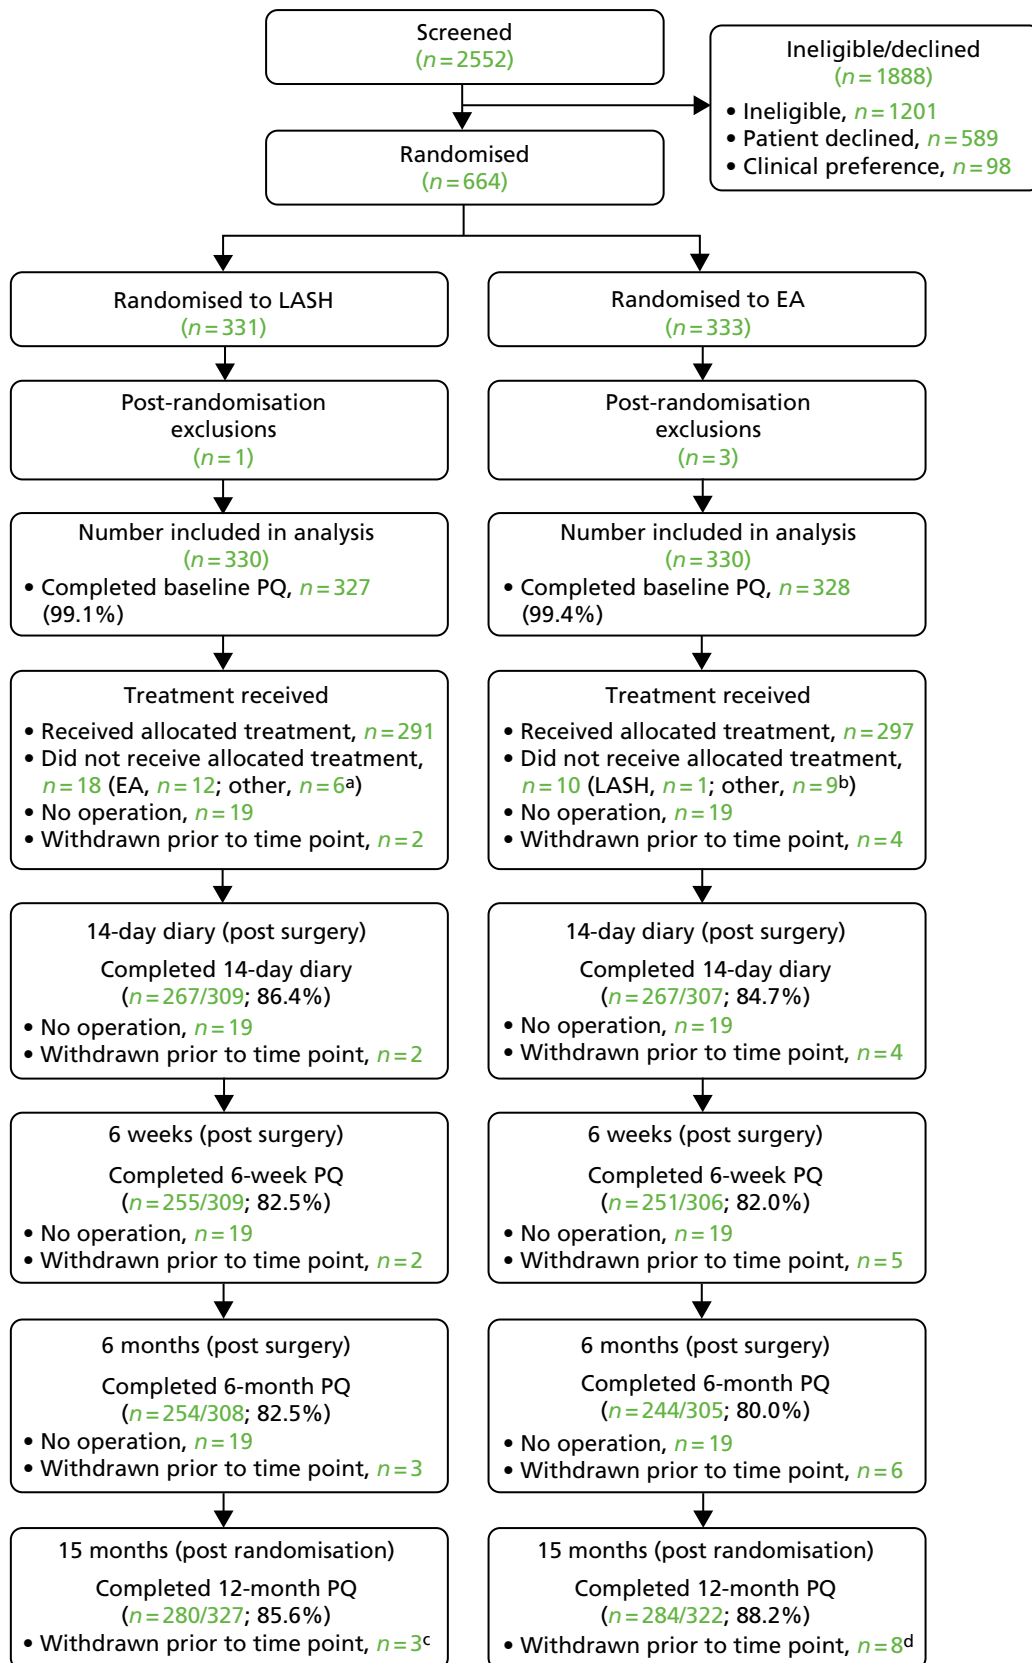 Screened
(n=2552)
Ineligible/declined
(n=1888)
• Ineligible, n=1201
• Patient declined, n=589
• Clinical preference, n=98
Randomised
(n=664)
Randomised to LASH
(n=331)
Randomised to EA
(n=333)
Post-randomisation
exclusions
(n=1)
Post-randomisation
exclusions
(n=3)
Number included in analysis
(n=330)
• Completed baseline PQ, n=327
(99.1%)
Number included in analysis
(n=330)
• Completed baseline PQ, n=328
(99.4%)
Treatment received
• Received allocated treatment, n=291
• Did not receive allocated treatment,
n=18 (EA, n=12; other, n=6a)
• No operation, n=19
• Withdrawn prior to time point, n=2
Treatment received
• Received allocated treatment, n=297
• Did not receive allocated treatment,
n=10 (LASH, n=1; other, n=9b)
• No operation, n=19
• Withdrawn prior to time point, n=4
14-day diary (post surgery)
Completed 14-day diary
(n=267/309; 86.4%)
• No operation, n=19
• Withdrawn prior to time point, n=2
14-day diary (post surgery)
Completed 14-day diary
(n=267/307; 84.7%)
• No operation, n=19
• Withdrawn prior to time point, n=4
6 weeks (post surgery)
Completed 6-week PQ
(n=255/309; 82.5%)
• No operation, n=19
• Withdrawn prior to time point, n=2
6 weeks (post surgery)
Completed 6-week PQ
(n=251/306; 82.0%)
• No operation, n=19
• Withdrawn prior to time point, n=5
6 months (post surgery)
Completed 6-month PQ
(n=254/308; 82.5%)
• No operation, n=19
• Withdrawn prior to time point, n=3
6 months (post surgery)
Completed 6-month PQ
(n=244/305; 80.0%)
• No operation, n=19
• Withdrawn prior to time point, n=6
15 months (post randomisation)
Completed 12-month PQ
(n=280/327; 85.6%)
• Withdrawn prior to time point, n=3c
15 months (post randomisation)
Completed 12-month PQ
(n=284/322; 88.2%)
• Withdrawn prior to time point, n=8d